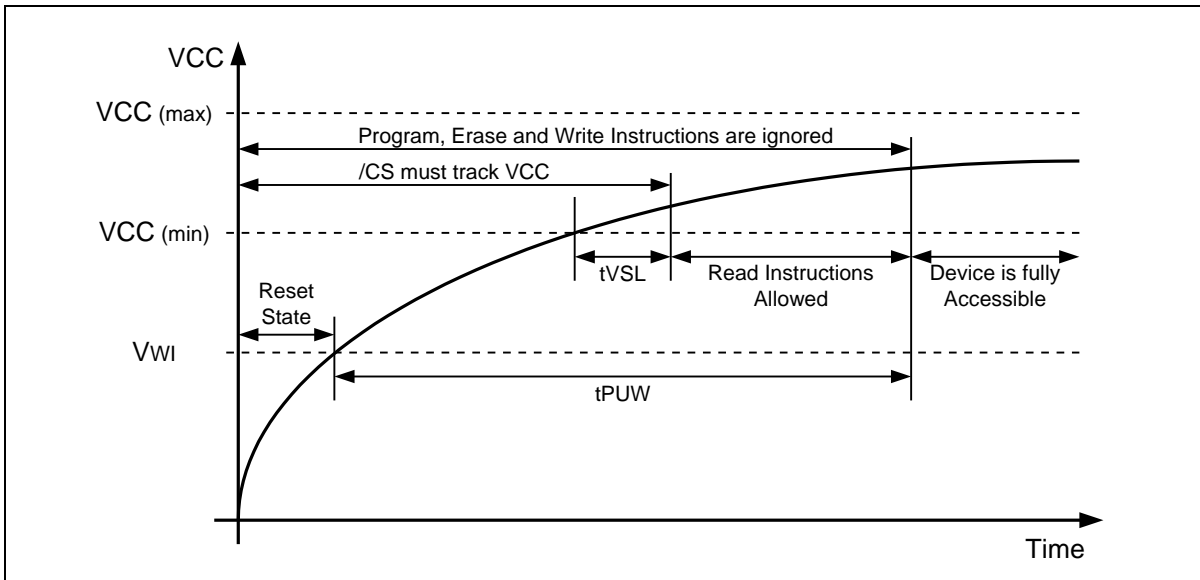 VCC
VCC (max)
Program, Erase and Write Instructions are ignored
/CS must track VCC
VCC (min)
tVSL
Read Instructions
Allowed
Device is fully
Accessible
Reset
State
VWI
tPUW
Time